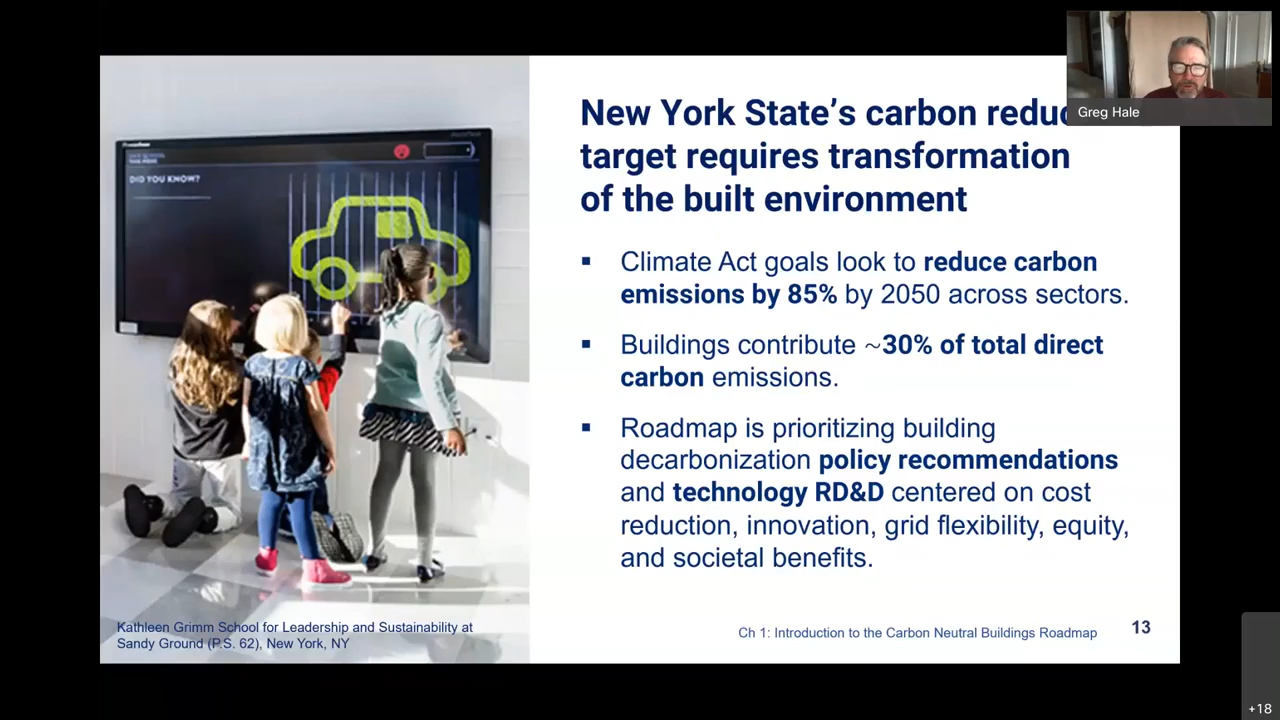 Greg Hale
New York State’s carbon reduc
target requires transformation
of the built environment
▪ Climate Act goals look to reduce carbon
emissions by 85% by 2050 across sectors.
▪ Buildings contribute ~30% of total direct
carbon emissions.
▪ Roadmap is prioritizing building
decarbonization policy recommendations
and technology RD&D centered on cost
reduction, innovation, grid flexibility, equity,
and societal benefits.
DID YOU KNOW?
Kathleen Grimm School for Leadership and Sustainability at
Sandy Ground (P.S. 62), New York, NY
Ch 1: Introduction to the Carbon Neutral Buildings Roadmap
13
+18